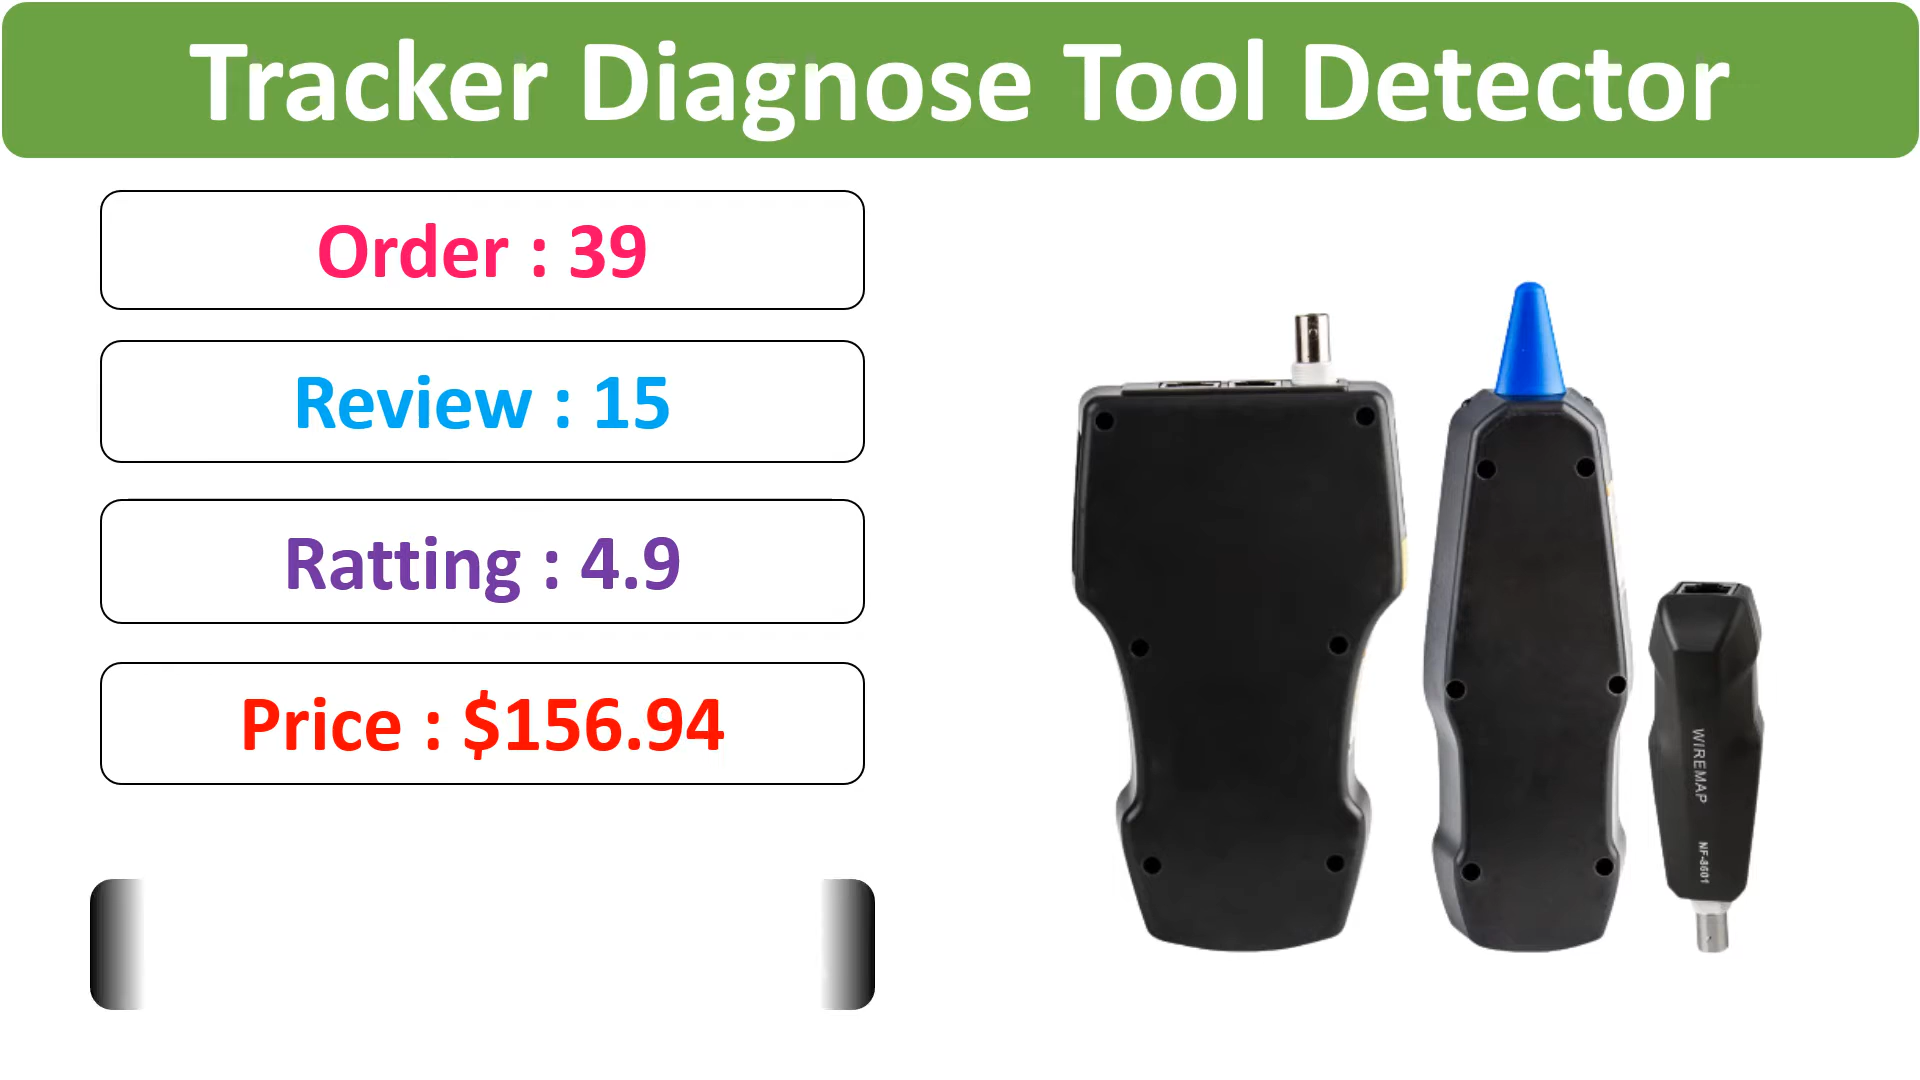 Tracker Diagnose Tool Detector
Order : 39
Review : 15
Ratting : 4.9
Price : $156.94
WIREMAP
NF-8601